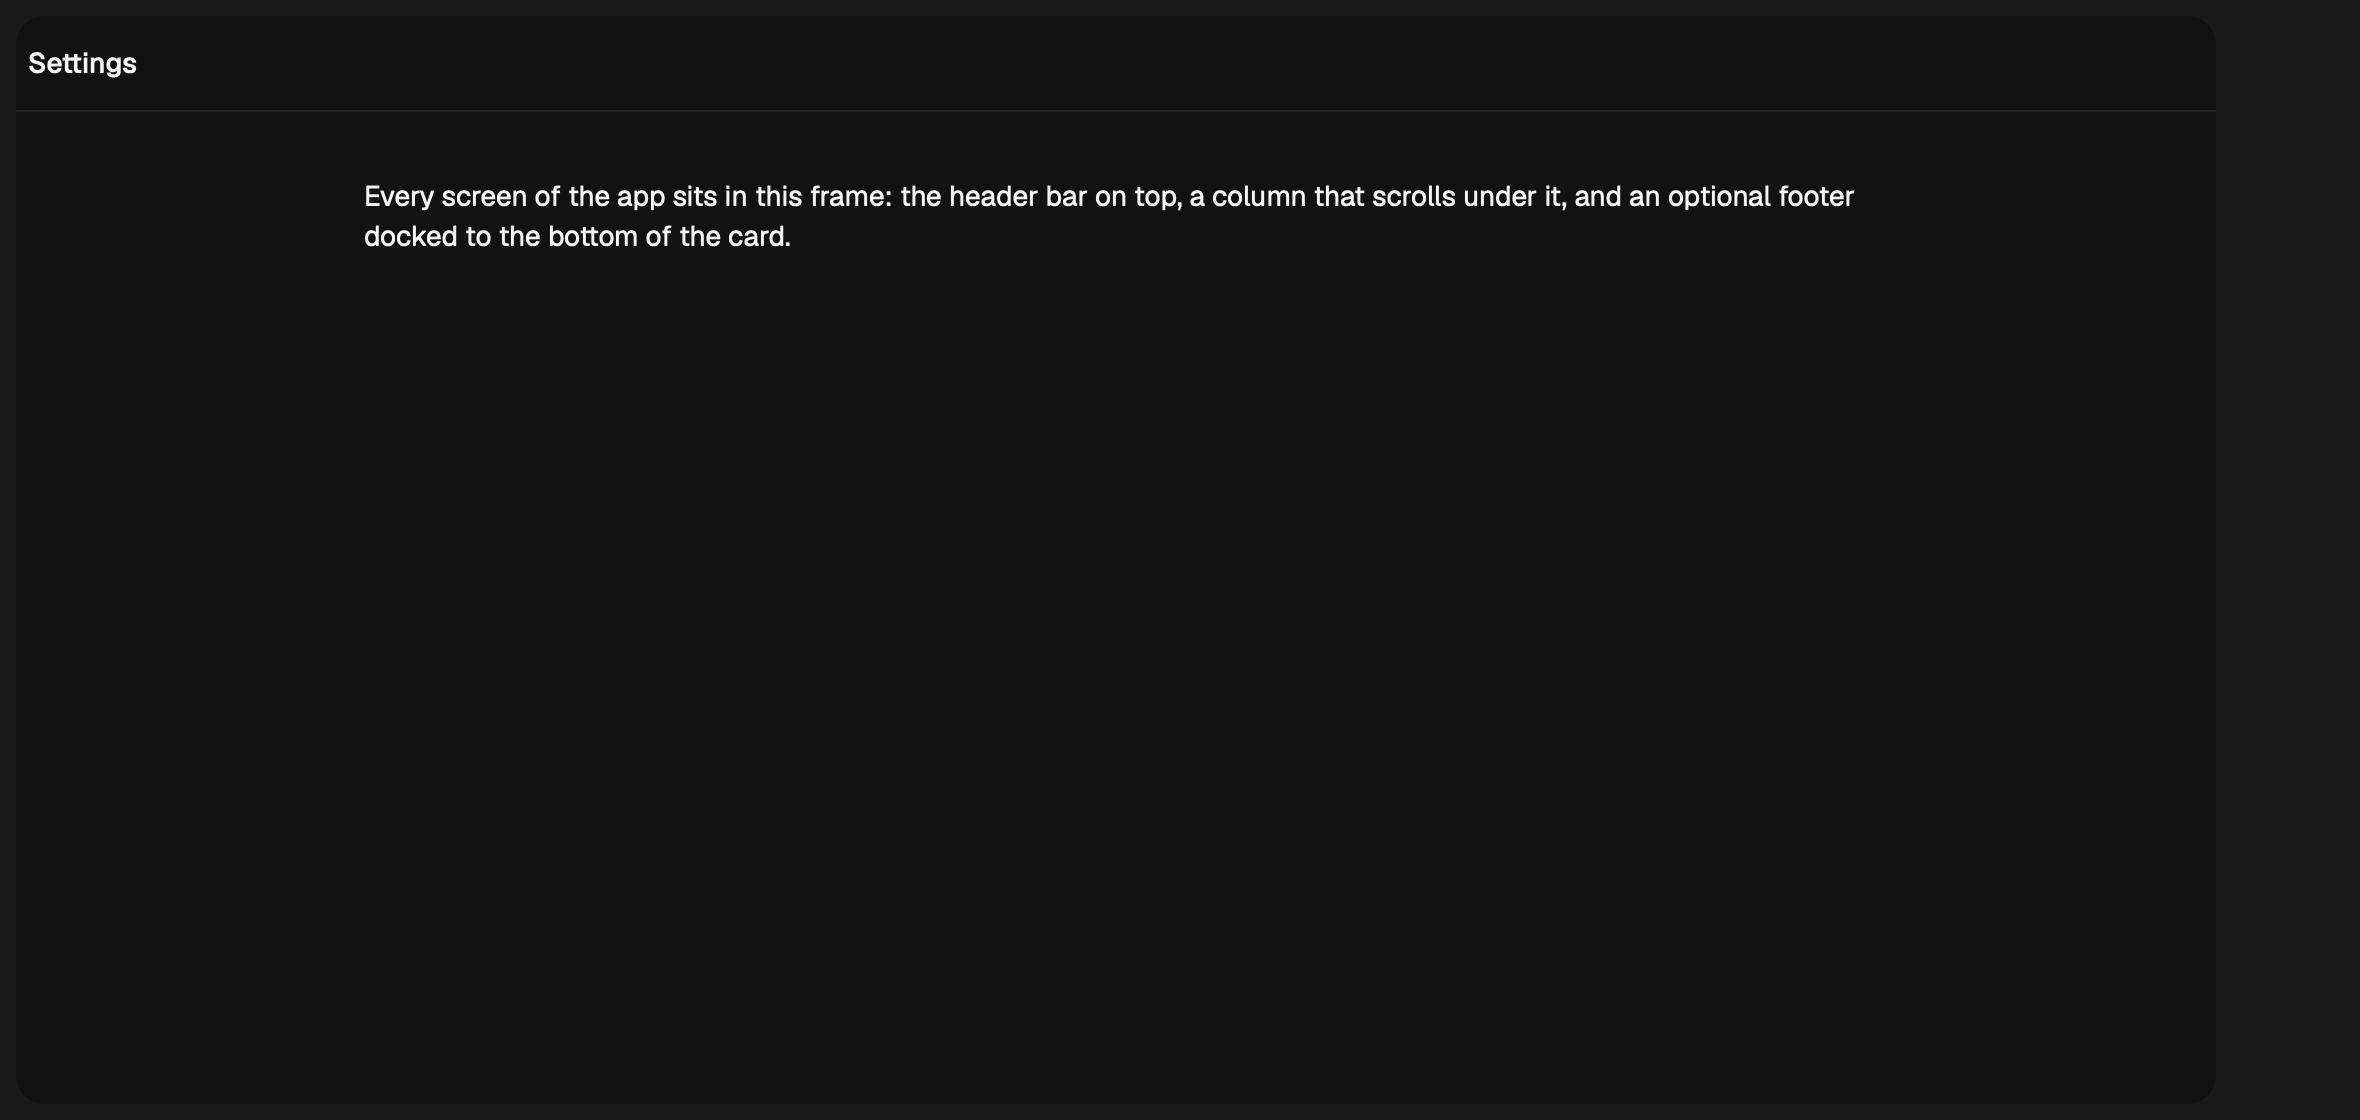 Settings
Every screen of the app sits in this frame: the header bar on top, a column that scrolls under it, and an optional footer
docked to the bottom of the card.